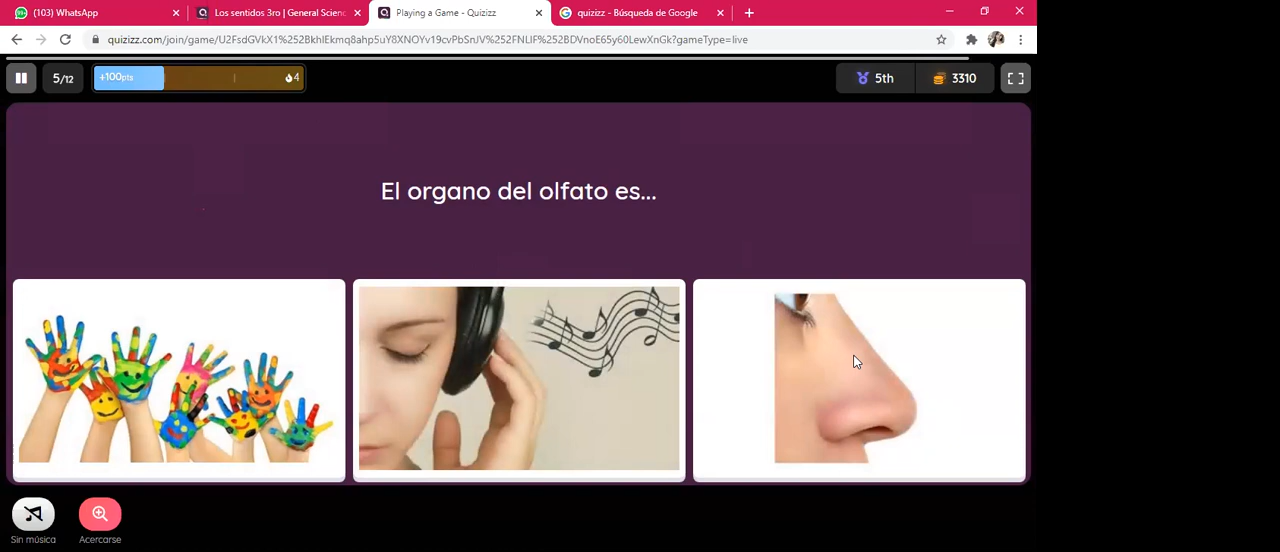 (103) WhatsApp
Los sentidos 3ro | General Scienc
Playing a Game - Quizizz
quizizz - Búsqueda de Google
99+
quizizz.com/join/game/U2FsdGVkX1%252BkhlEkmq8ahp5uY8XNOYv19cvPbSnJV%252FNLIF%252BDVnoE65y60LewXnGk?gameType=live
5/12
+100pts
4
5th
3310
El organo del olfato es...
Sin música
Acercarse